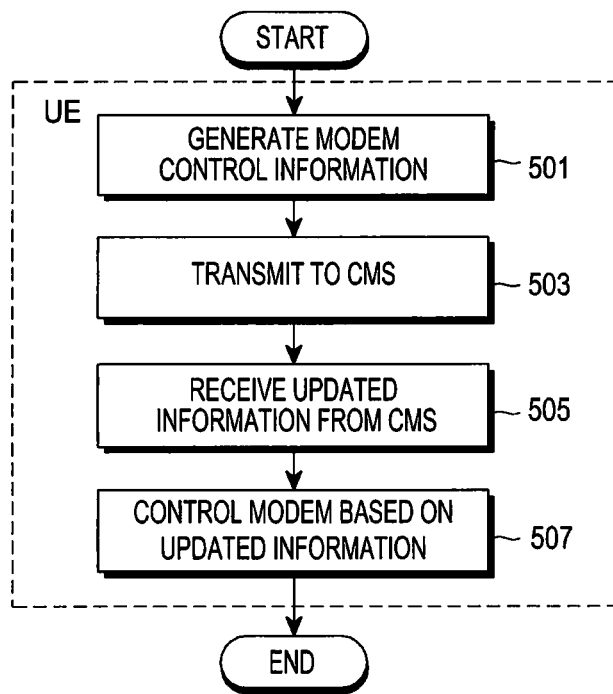 START
UE
GENERATE MODEM
CONTROL INFORMATION
501
TRANSMIT TO CMS
503
RECEIVE UPDATED
INFORMATION FROM CMS
505
CONTROL MODEM BASED ON
UPDATED INFORMATION
507
END